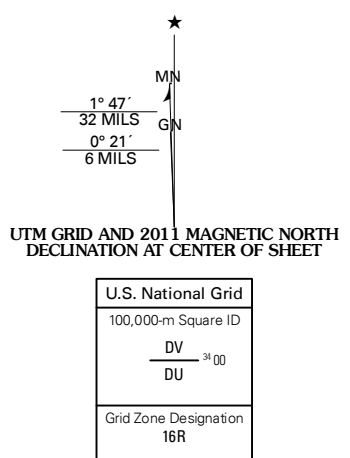 ★
MN
1° 47´
32 MILS
GN
0° 21´
6 MILS
UTM GRID AND 2011 MAGNETIC NORTH
DECLINATION AT CENTER OF SHEET
U.S. National Grid
100,000-m Square ID
DV
34 00
DU
Grid Zone Designation
16R